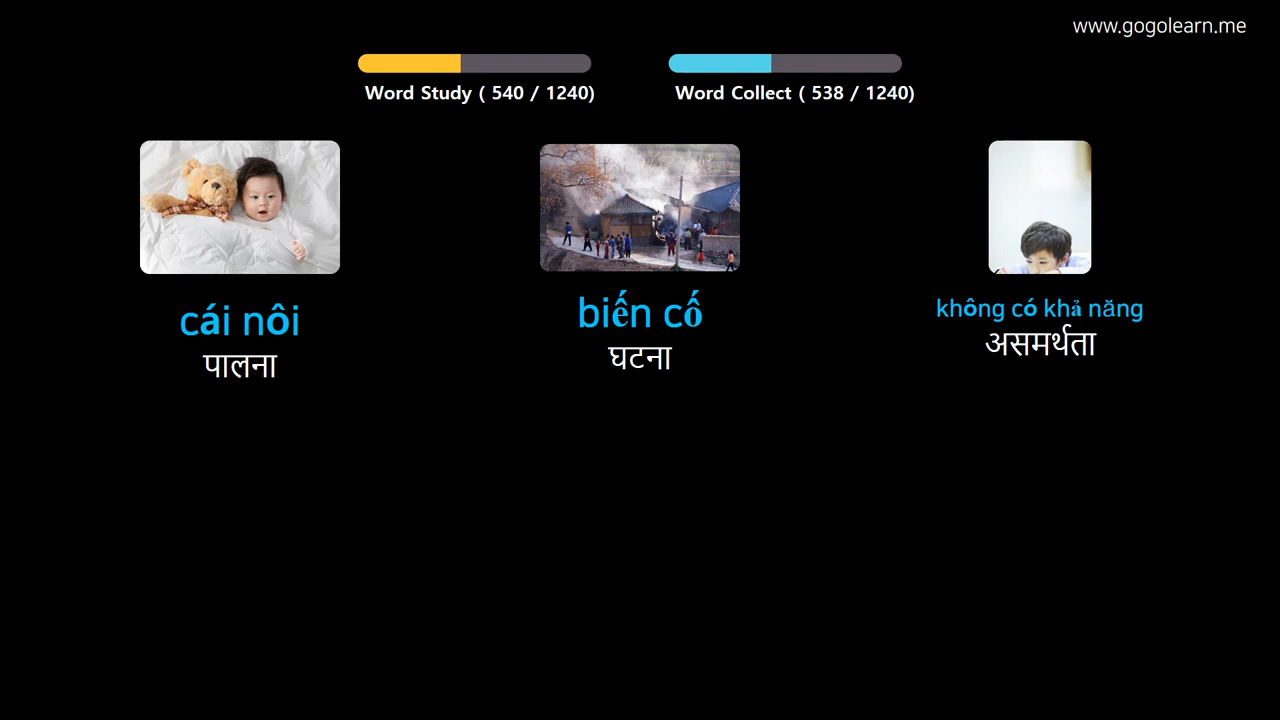 www.gogolearn.me
Word Study ( 540 / 1240)
Word Collect ( 538 / 1240)
cái nôi
पालना
biến cố
घटना
không có khả năng
असमर्थता